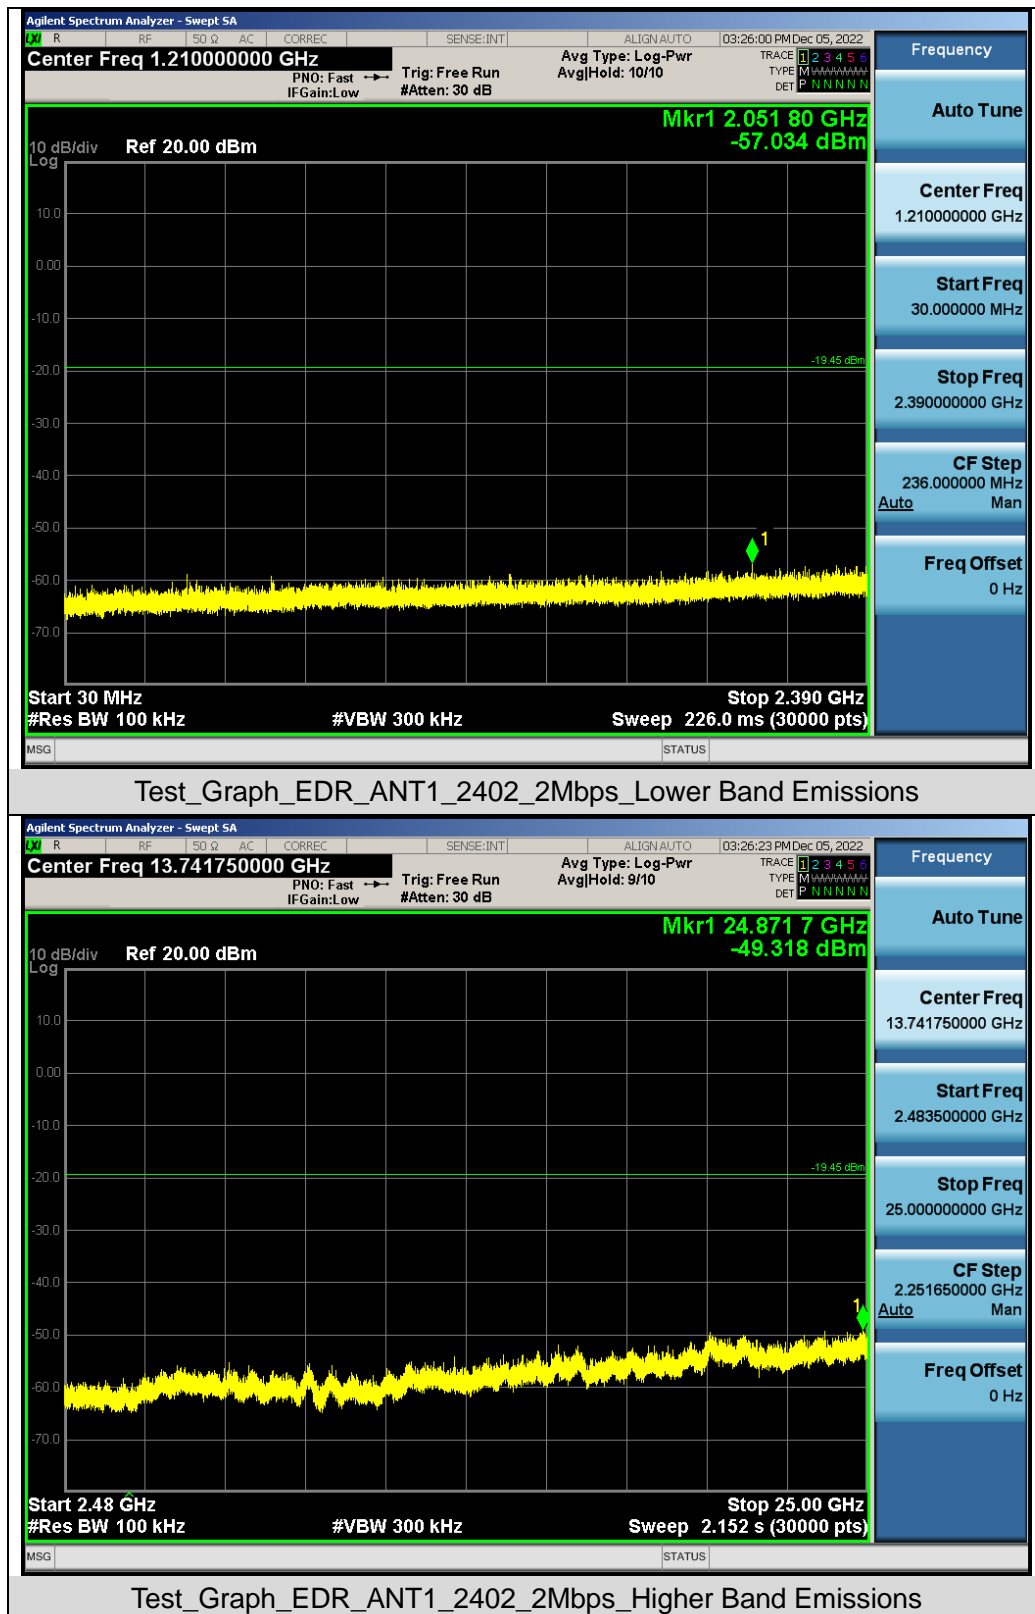 Agilent Spectrum Analyzer - Swept SA
LXI R RF 50 Ω AC CORREC SENSE:INT ALIGN AUTO 03:26:00 PM Dec 05, 2022
Center Freq 1.210000000 GHz
PNO: Fast
IFGain:Low
Trig: Free Run
#Atten: 30 dB
Avg Type: Log-Pwr
Avg|Hold: 10/10
TRACE 1 2 3 4 5 6
TYPE M WWWWW
DET P N N N N N
Frequency
Auto Tune
Center Freq
1.210000000 GHz
Start Freq
30.000000 MHz
Stop Freq
2.390000000 GHz
CF Step
236.000000 MHz
Auto Man
Freq Offset
0 Hz
Mkr1 2.051 80 GHz
-57.034 dBm
10 dB/div Ref 20.00 dBm
Log
10.0
0.00
-10.0
-19.45 dBm
-20.0
-30.0
-40.0
-50.0
1
-60.0
-70.0
Start 30 MHz Stop 2.390 GHz
#Res BW 100 kHz #VBW 300 kHz Sweep 226.0 ms (30000 pts)
MSG STATUS
Test_Graph_EDR_ANT1_2402_2Mbps_Lower Band Emissions
Agilent Spectrum Analyzer - Swept SA
LXI R RF 50 Ω AC CORREC SENSE:INT ALIGN AUTO 03:26:23 PM Dec 05, 2022
Center Freq 13.741750000 GHz
PNO: Fast
IFGain:Low
Trig: Free Run
#Atten: 30 dB
Avg Type: Log-Pwr
Avg|Hold: 9/10
TRACE 1 2 3 4 5 6
TYPE M WWWWW
DET P N N N N N
Frequency
Auto Tune
Center Freq
13.741750000 GHz
Start Freq
2.483500000 GHz
Stop Freq
25.000000000 GHz
CF Step
2.251650000 GHz
Auto Man
Freq Offset
0 Hz
Mkr1 24.871 7 GHz
-49.318 dBm
10 dB/div Ref 20.00 dBm
Log
10.0
0.00
-10.0
-19.45 dBm
-20.0
-30.0
-40.0
1
-50.0
-60.0
-70.0
Start 2.48 GHz Stop 25.00 GHz
#Res BW 100 kHz #VBW 300 kHz Sweep 2.152 s (30000 pts)
MSG STATUS
Test_Graph_EDR_ANT1_2402_2Mbps_Higher Band Emissions